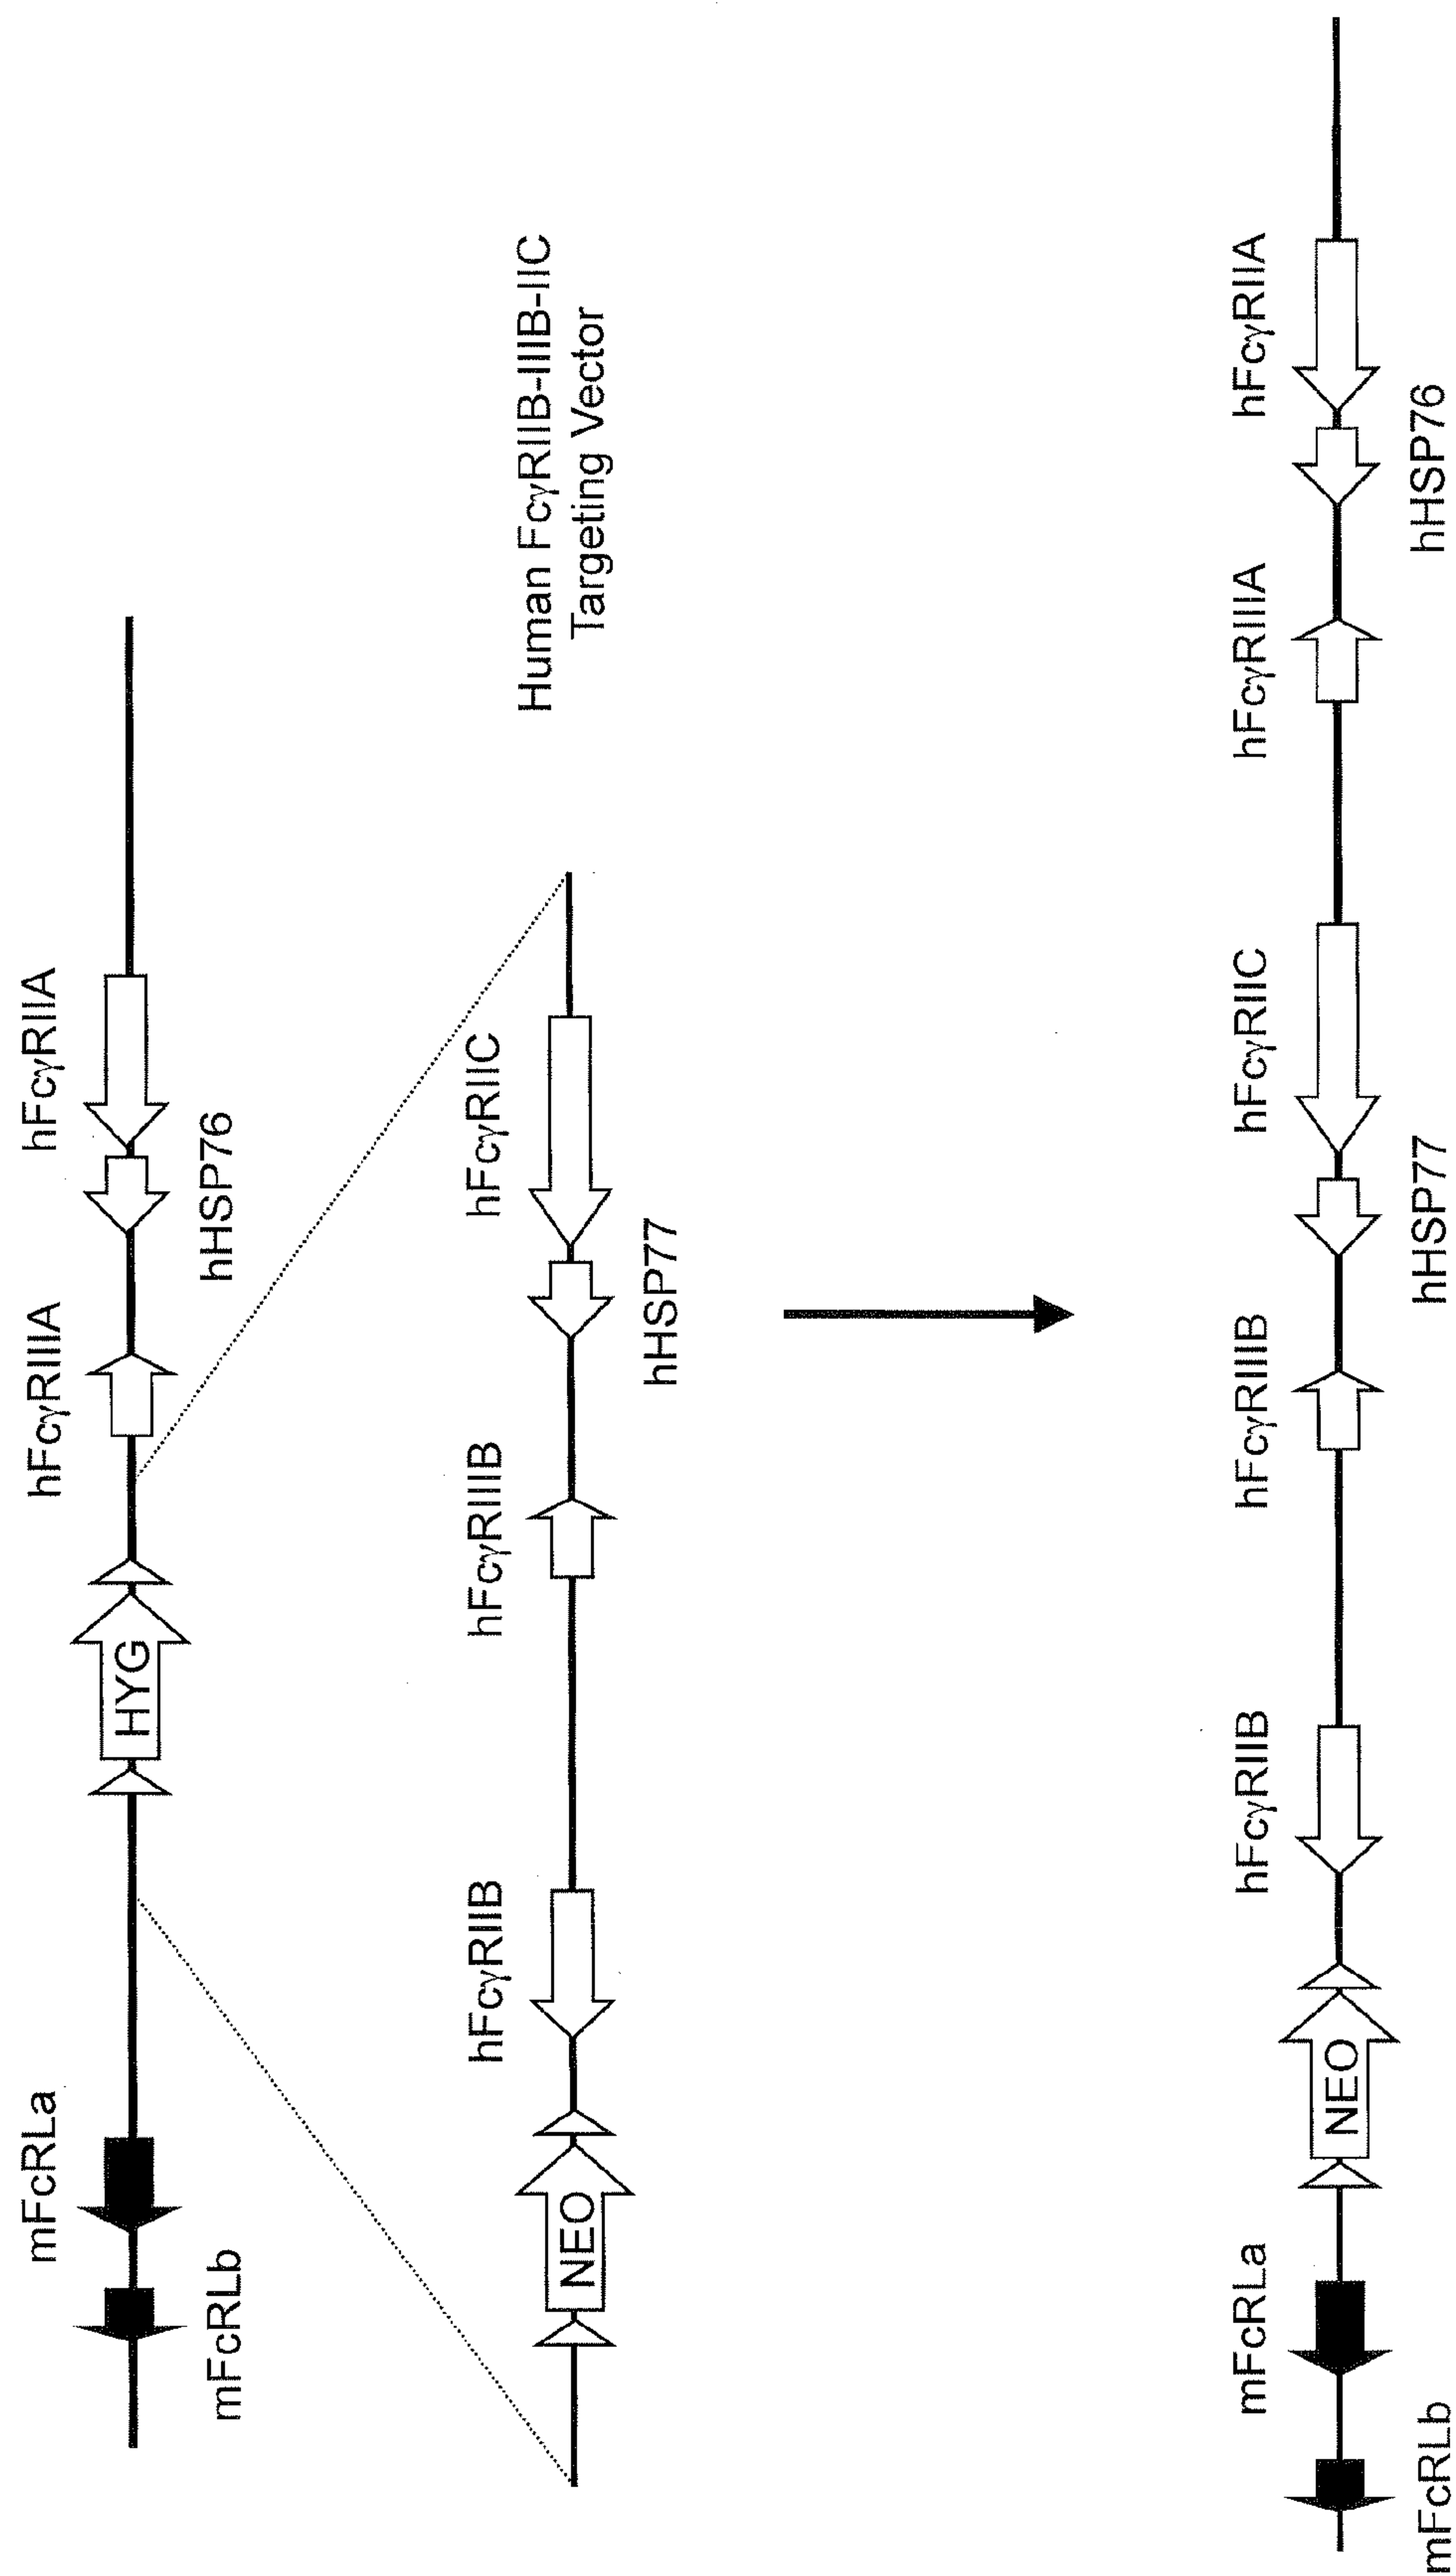 mFcRLa
hFcγRIIIA
hFcγRIIA
HYG
mFcRLb
hHSP76
hFcγRIIB
hFcγRIIIB
hFcγRIIC
Human FcγRIIB-IIIB-IIC
Targeting Vector
NEO
hHSP77
mFcRLa
hFcγRIIB
hFcγRIIIB
hFcγRIIC
hFcγRIIIA
hFcγRIIA
NEO
mFcRLb
hHSP77
hHSP76